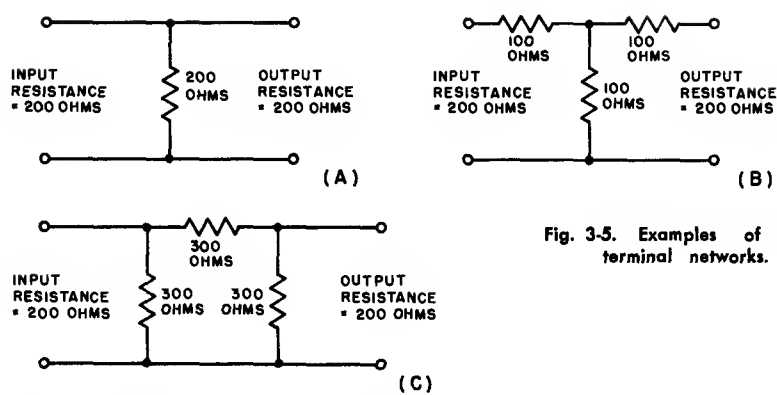 INPUT
RESISTANCE
= 200 OHMS
200
OHMS
OUTPUT
RESISTANCE
= 200 OHMS
(A)
100
OHMS
100
OHMS
INPUT
RESISTANCE
= 200 OHMS
100
OHMS
OUTPUT
RESISTANCE
= 200 OHMS
(B)
300
OHMS
INPUT
RESISTANCE
= 200 OHMS
300
OHMS
300
OHMS
OUTPUT
RESISTANCE
= 200 OHMS
(C)
Fig. 3-5. Examples of
terminal networks.